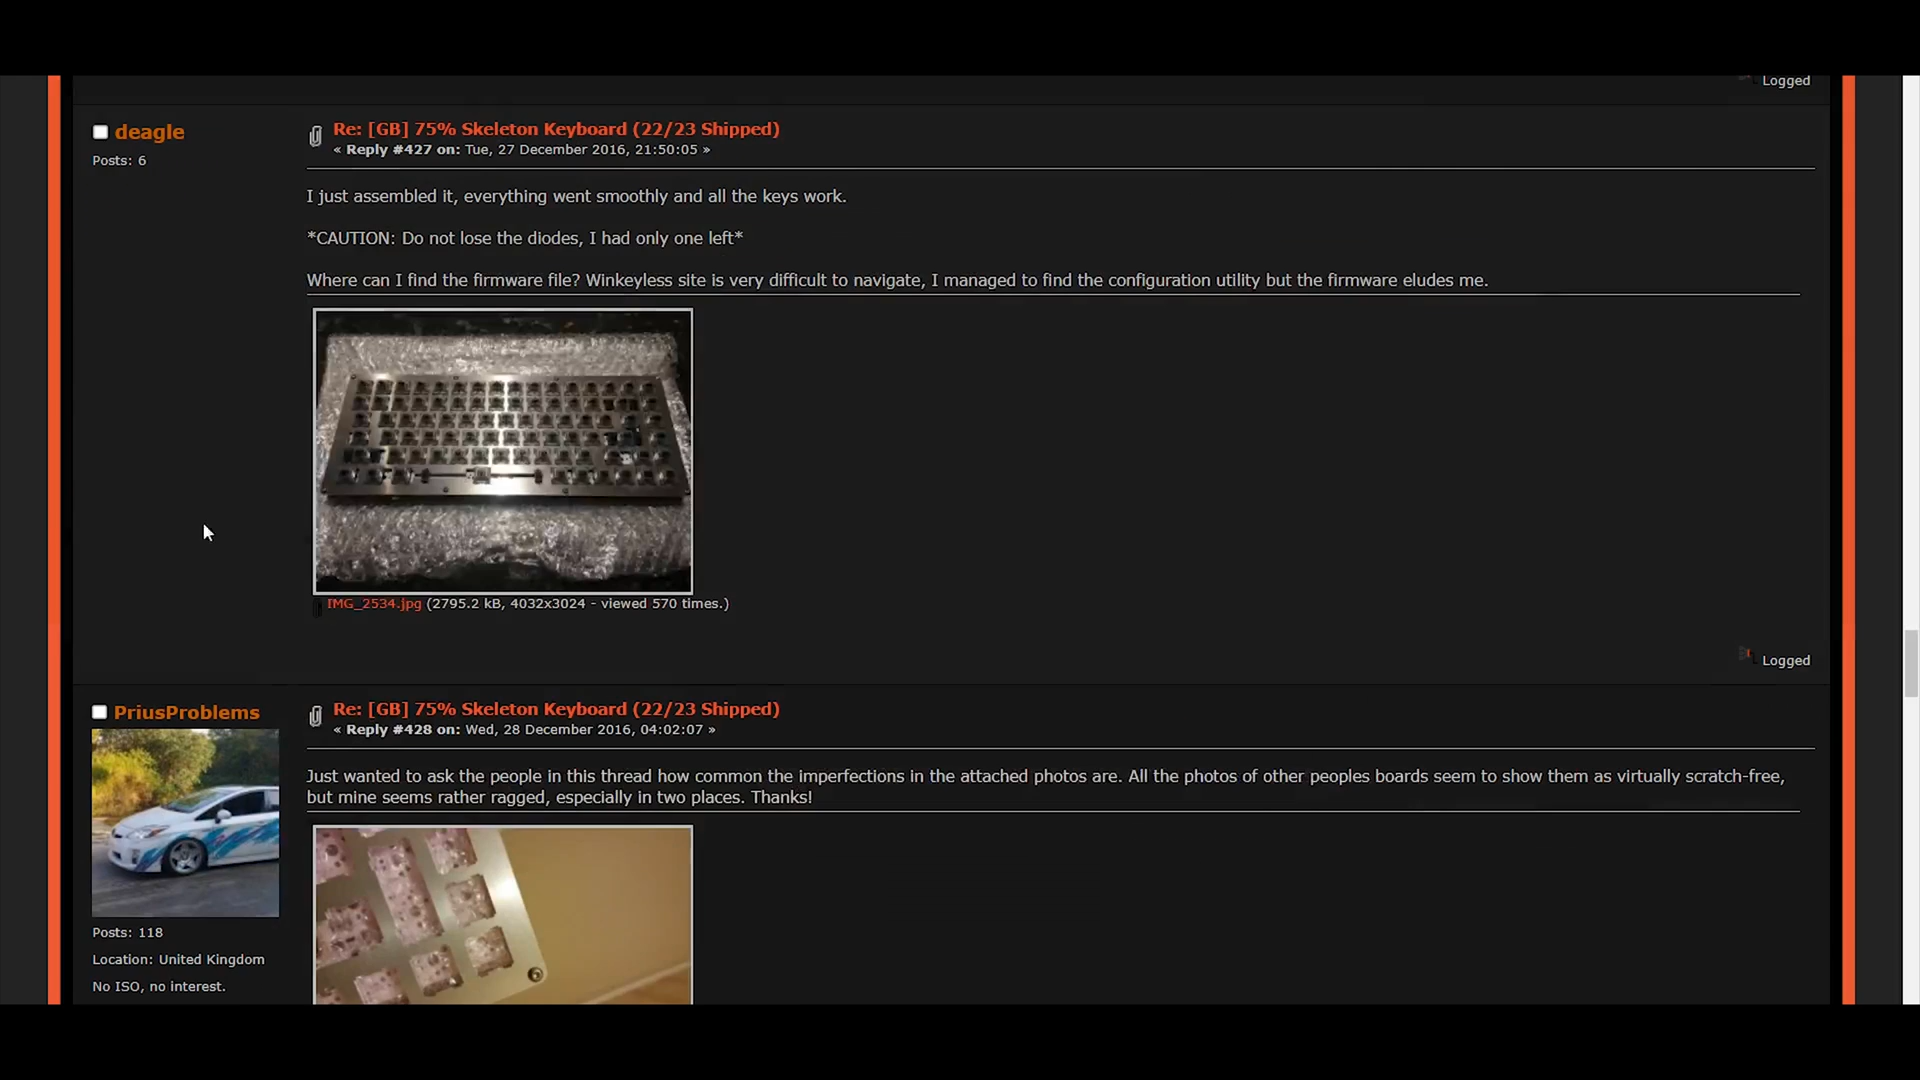 Logged
deagle
Posts: 6
Re: [GB] 75% Skeleton Keyboard (22/23 Shipped)
« Reply #427 on: Tue, 27 December 2016, 21:50:05 »
I just assembled it, everything went smoothly and all the keys work.
*CAUTION: Do not lose the diodes, I had only one left*
Where can I find the firmware file? Winkeyless site is very difficult to navigate, I managed to find the configuration utility but the firmware eludes me.
IMG_2534.jpg (2795.2 kB, 4032x3024 - viewed 570 times.)
Logged
PriusProblems
Posts: 118
Location: United Kingdom
No ISO, no interest.
Re: [GB] 75% Skeleton Keyboard (22/23 Shipped)
« Reply #428 on: Wed, 28 December 2016, 04:02:07 »
Just wanted to ask the people in this thread how common the imperfections in the attached photos are. All the photos of other peoples boards seem to show them as virtually scratch-free,
but mine seems rather ragged, especially in two places. Thanks!